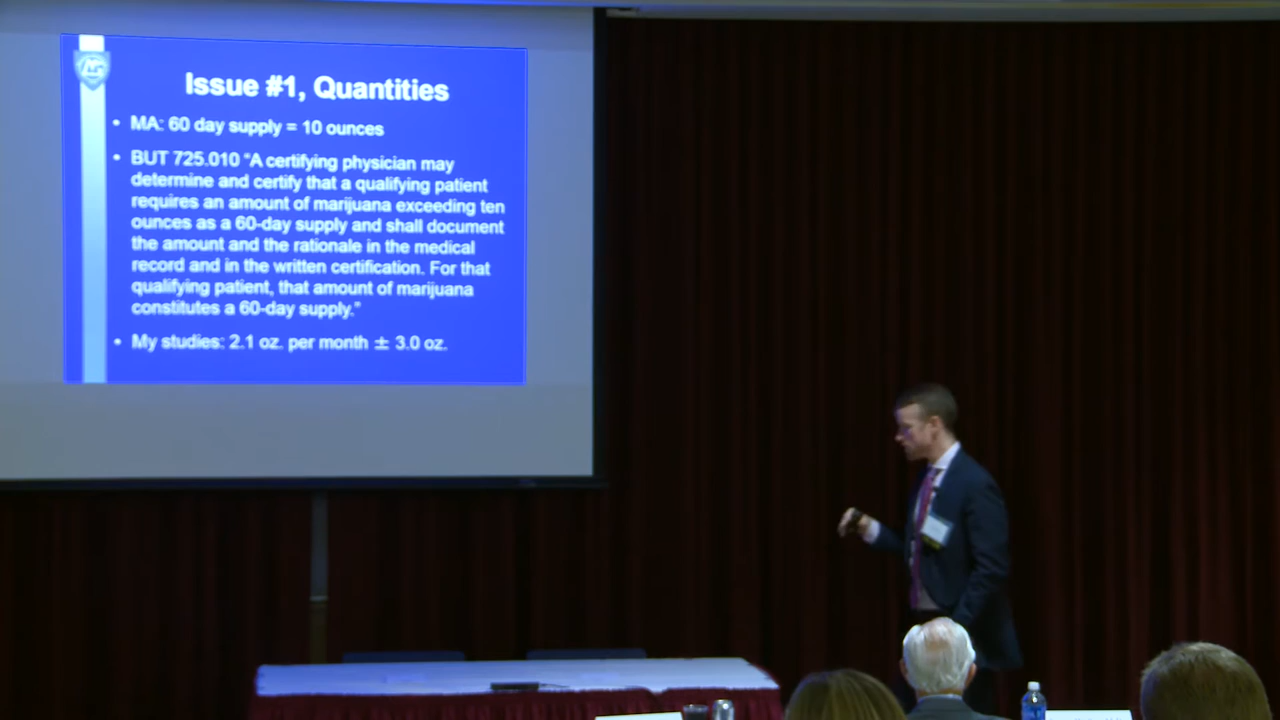 Issue #1, Quantities
• MA: 60 day supply = 10 ounces
• BUT 725.010 “A certifying physician may
determine and certify that a qualifying patient
requires an amount of marijuana exceeding ten
ounces as a 60-day supply and shall document
the amount and the rationale in the medical
record and in the written certification. For that
qualifying patient, that amount of marijuana
constitutes a 60-day supply.”
• My studies: 2.1 oz. per month ± 3.0 oz.